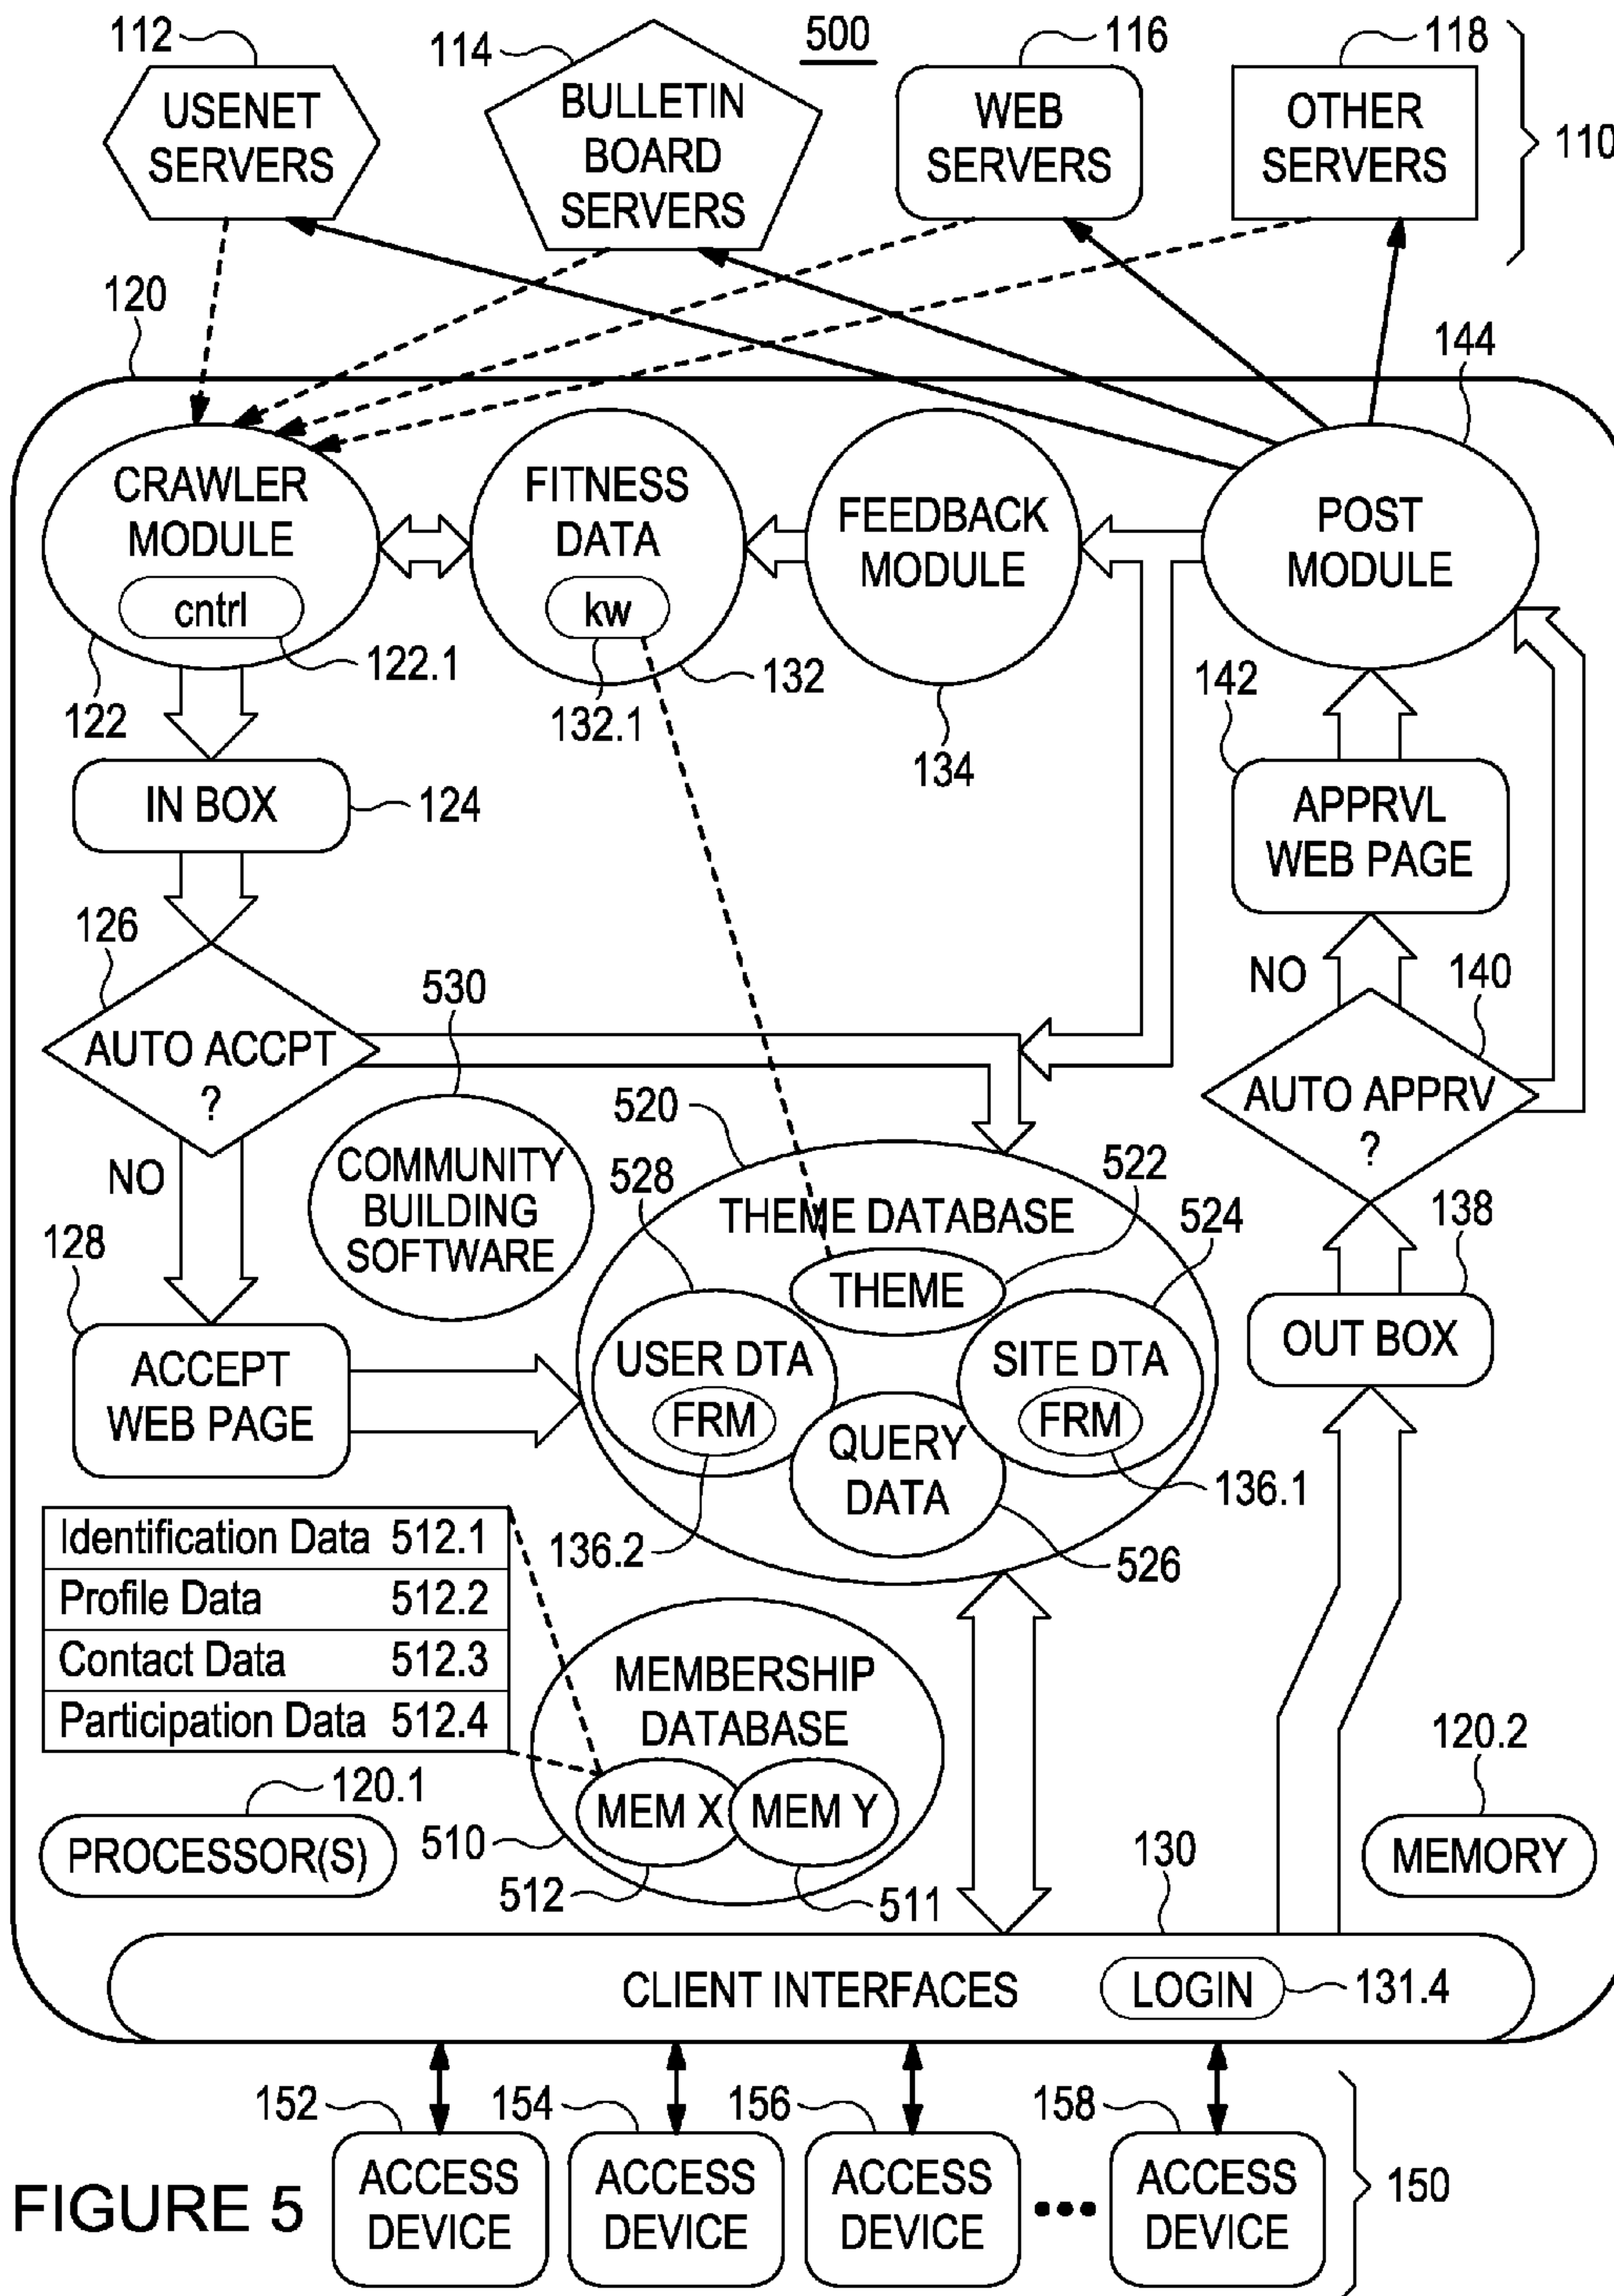 112
114
500
116
118
USENET
SERVERS
BULLETIN
BOARD
SERVERS
WEB
SERVERS
OTHER
SERVERS
110
120
144
CRAWLER
MODULE
cntrl
FITNESS
DATA
kw
FEEDBACK
MODULE
POST
MODULE
122
122.1
132.1
132
134
142
IN BOX
124
APPRVL
WEB PAGE
126
530
NO
140
AUTO ACCPT
?
AUTO APPRV
?
NO
COMMUNITY
BUILDING
SOFTWARE
520
528
522
524
138
THEME DATABASE
THEME
128
ACCEPT
WEB PAGE
USER DTA
FRM
SITE DTA
FRM
QUERY
DATA
OUT BOX
136.2
136.1
526
Identification Data 512.1
Profile Data 512.2
Contact Data 512.3
Participation Data 512.4
MEMBERSHIP
DATABASE
MEM X
MEM Y
120.1
PROCESSOR(S)
510
512
511
120.2
MEMORY
130
CLIENT INTERFACES
LOGIN
131.4
152
154
156
158
ACCESS
DEVICE
ACCESS
DEVICE
ACCESS
DEVICE
•••
ACCESS
DEVICE
150
FIGURE 5